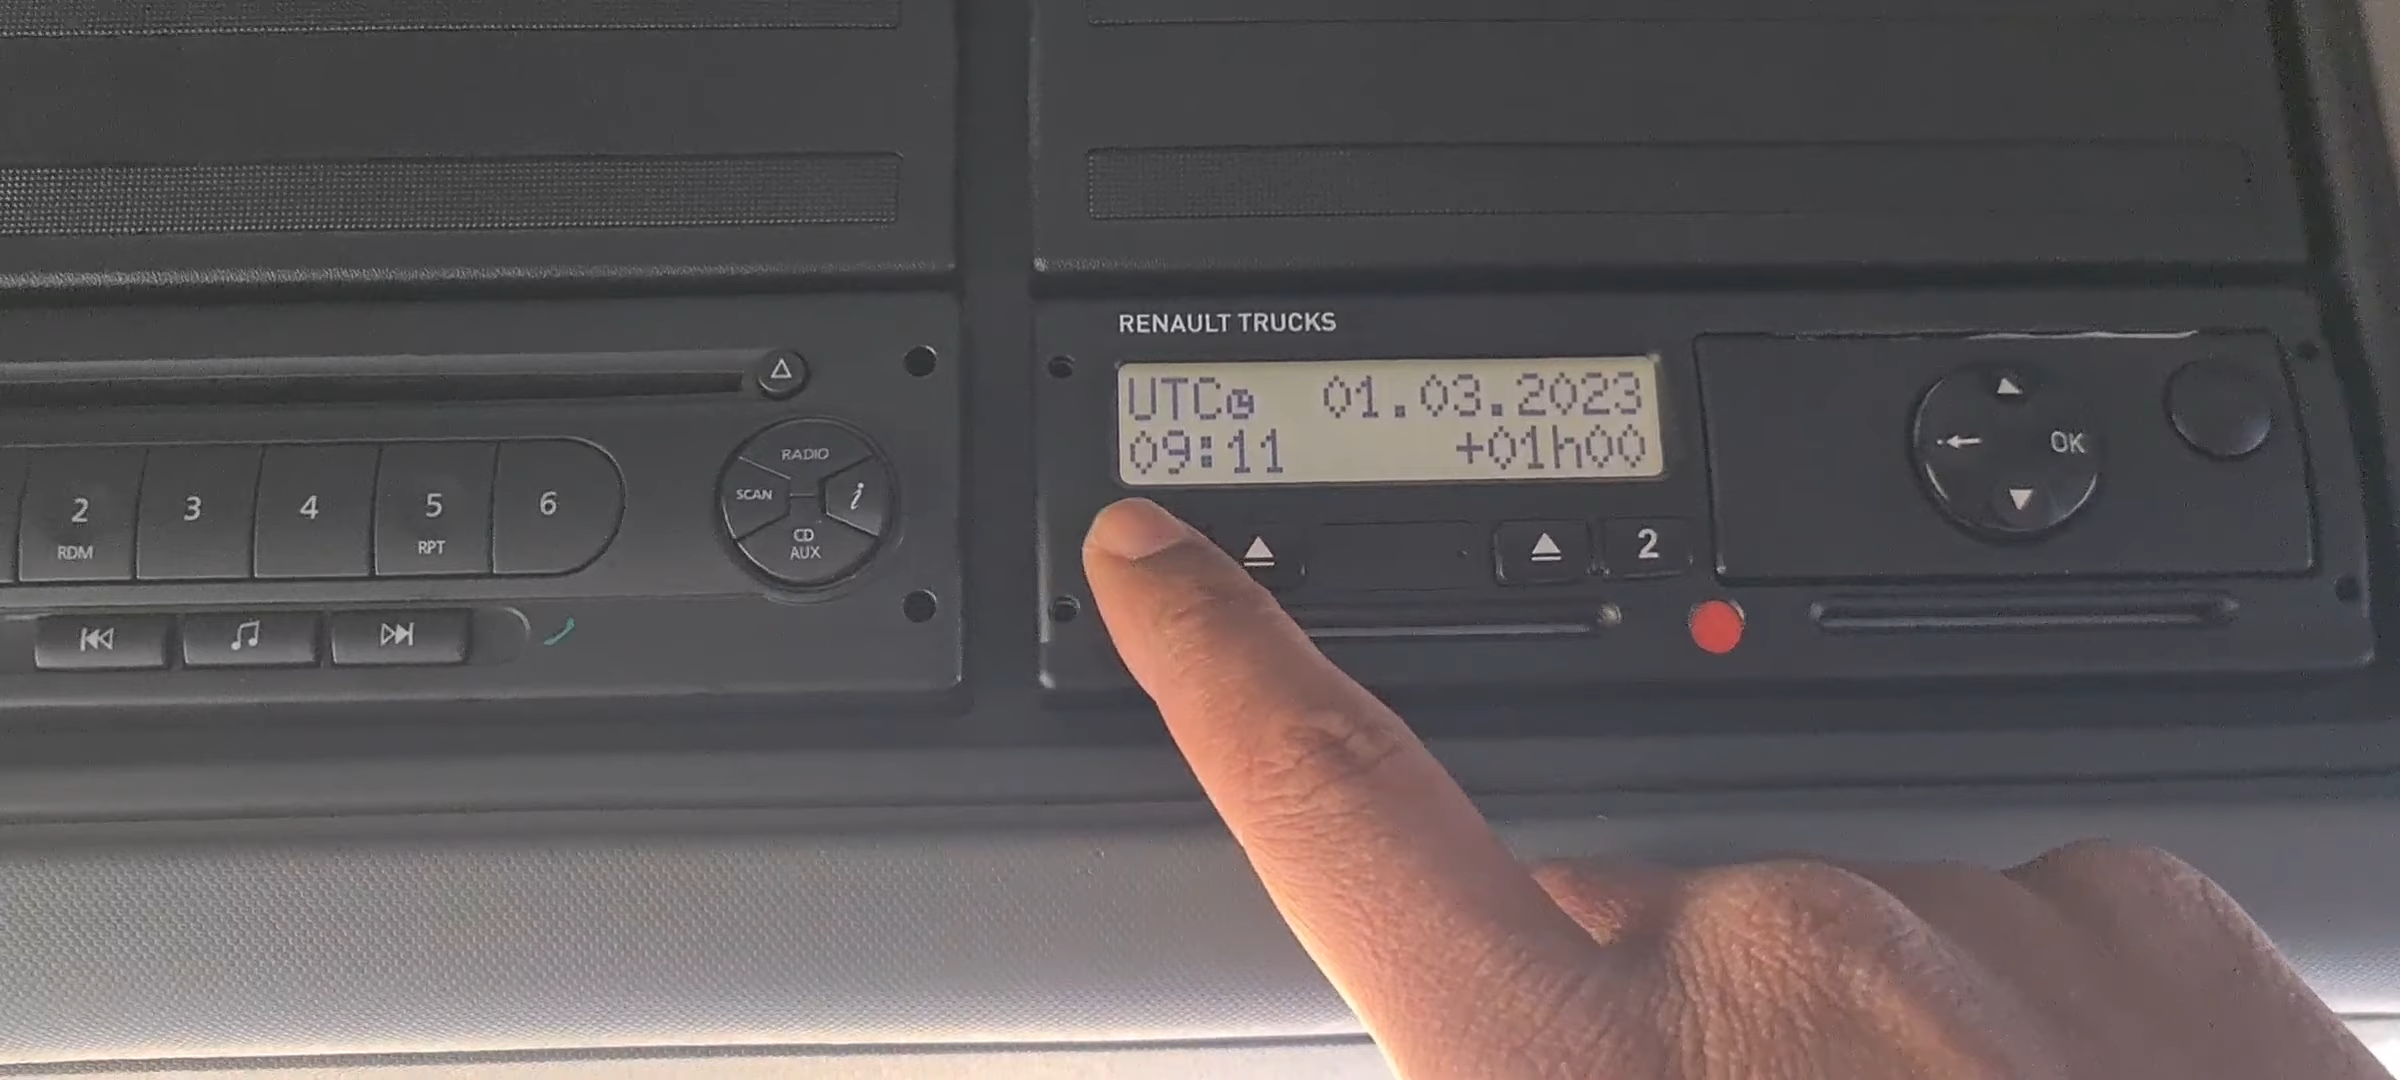 RENAULT TRUCKS
UTC 01.03.2023
09:11 +01h00
OK
2
RADIO
SCAN
i
CD
AUX
2 3 4 5 6
RDM RPT